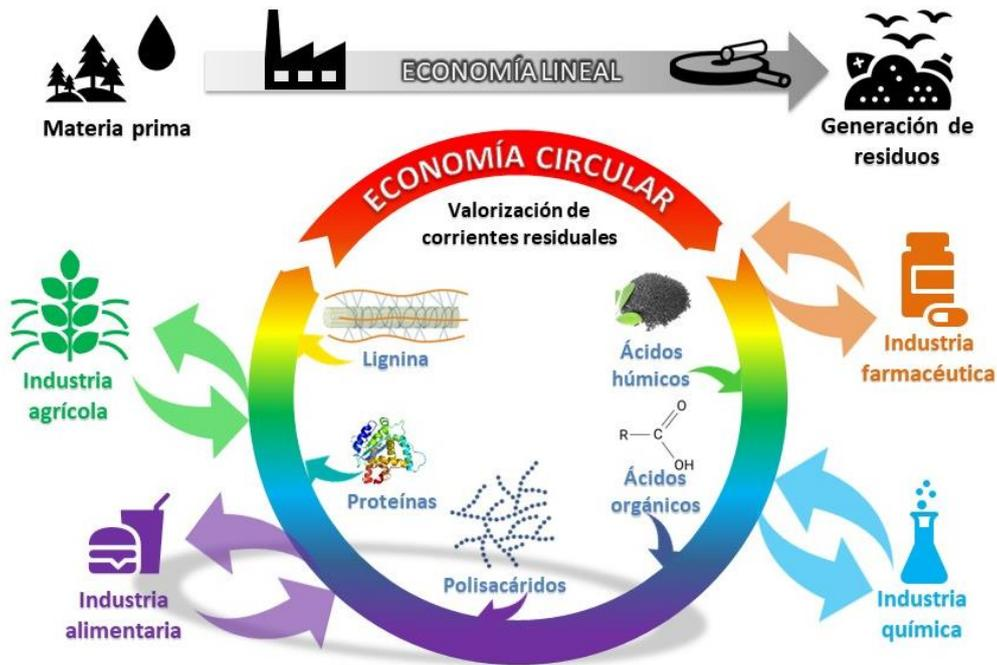 ECONOMÍA LINEAL
Materia prima
Generación de
residuos
ECONOMÍA CIRCULAR
Valorización de
corrientes residuales
Industria
agrícola
Lignina
Ácidos
húmicos
Industria
farmacéutica
O
R—C
OH
Proteínas
Ácidos
orgánicos
Polisacáridos
Industria
alimentaria
Industria
química